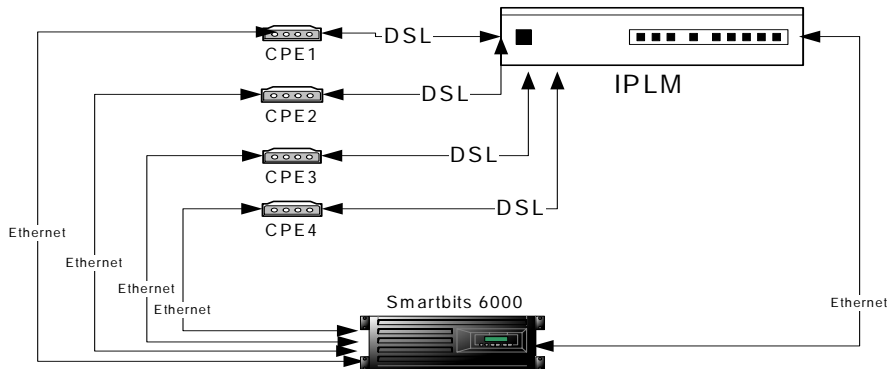 DSL
CPE1
IPLM
DSL
CPE2
DSL
CPE3
DSL
CPE4
Ethernet
Ethernet
Ethernet
Ethernet
Smartbits 6000
Ethernet